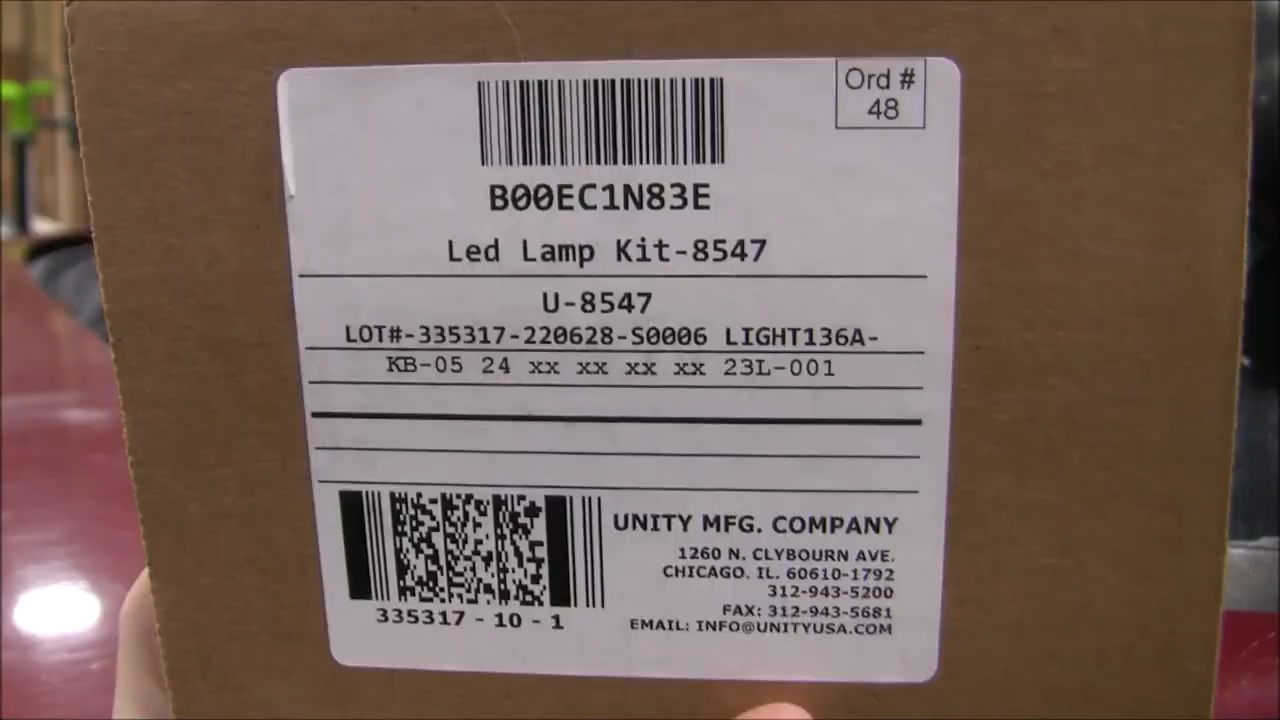 Ord #
48
B00EC1N83E
Led Lamp Kit-8547
U-8547
LOT#-335317-220628-S0006 LIGHT136A-
KB-05 24 xx xx xx xx 23L-001
UNITY MFG. COMPANY
1260 N. CLYBOURN AVE.
CHICAGO. IL. 60610-1792
312-943-5200
FAX: 312-943-5681
EMAIL: INFO@UNITYUSA.COM
335317 - 10 - 1